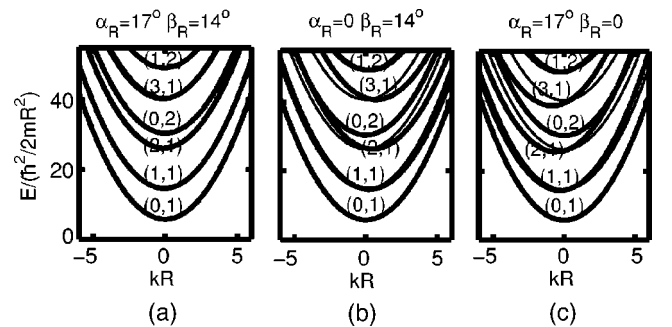 α_R=17° β_R=14°
α_R=0 β_R=14°
α_R=17° β_R=0
E/(ħ²/2mR²)
40
20
0
(1,2)
(3,1)
(0,2)
(2,1)
(1,1)
(0,1)
(1,2)
(3,1)
(0,2)
(2,1)
(1,1)
(0,1)
(1,2)
(3,1)
(0,2)
(2,1)
(1,1)
(0,1)
−5 0 5
−5 0 5
−5 0 5
kR
kR
kR
(a)
(b)
(c)